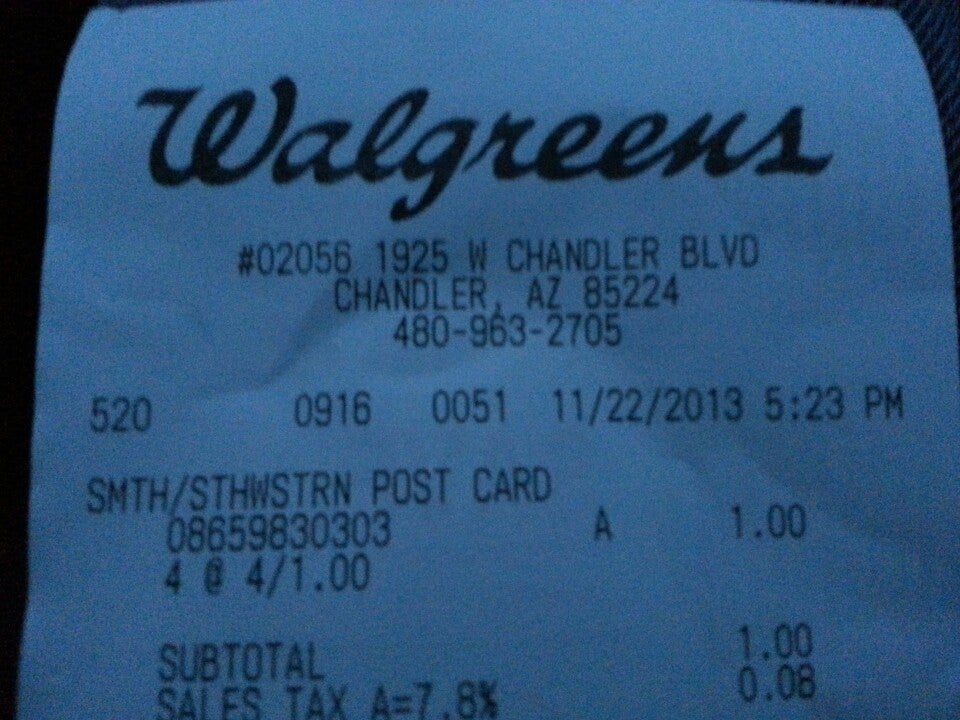 Walgreens
#02056 1925 W CHANDLER BLVD
CHANDLER, AZ 85224
480-963-2705
520 0916 0051 11/22/2013 5:23 PM
SMTH/STHWSTRN POST CARD
08659830303 A 1.00
4 @ 4/1.00
SUBTOTAL 1.00
SALES TAX A=7.8% 0.08